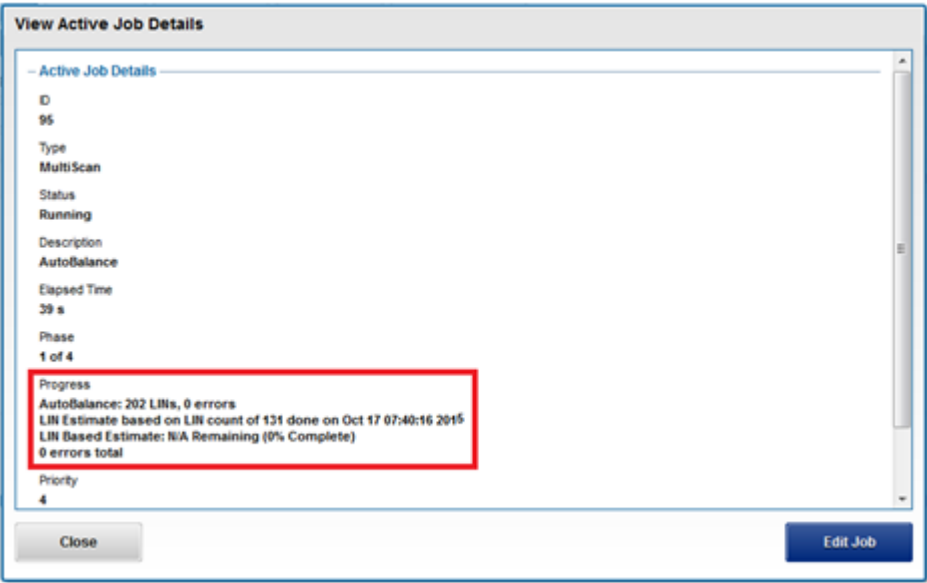 View Active Job Details
Active Job Details
ID
95
Type
MultiScan
Status
Running
Description
AutoBalance
Elapsed Time
39 s
Phase
1 of 4
Progress
AutoBalance: 202 LINs, 0 errors
LIN Estimate based on LIN count of 131 done on Oct 17 07:40:16 2015
LIN Based Estimate: N/A Remaining (0% Complete)
0 errors total
Priority
4
Close
Edit Job